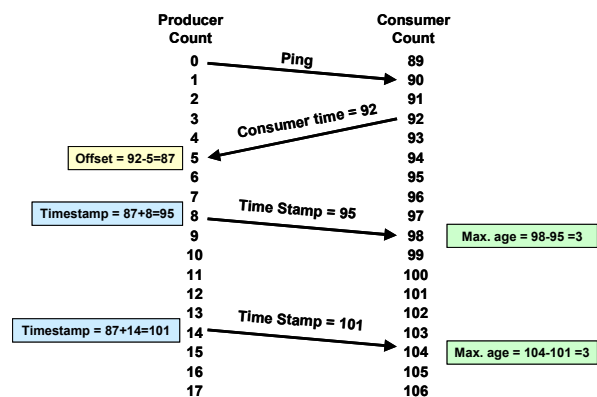 Producer Count
Consumer Count
0 89
Ping
1 90
2 91
3 92
Consumer time = 92
4 93
Offset = 92-5=87
5 94
6 95
7 96
Timestamp = 87+8=95
8 97
Time Stamp = 95
9 98
Max. age = 98-95 =3
10 99
11 100
12 101
13 102
Timestamp = 87+14=101
14 103
Time Stamp = 101
15 104
Max. age = 104-101 =3
16 105
17 106